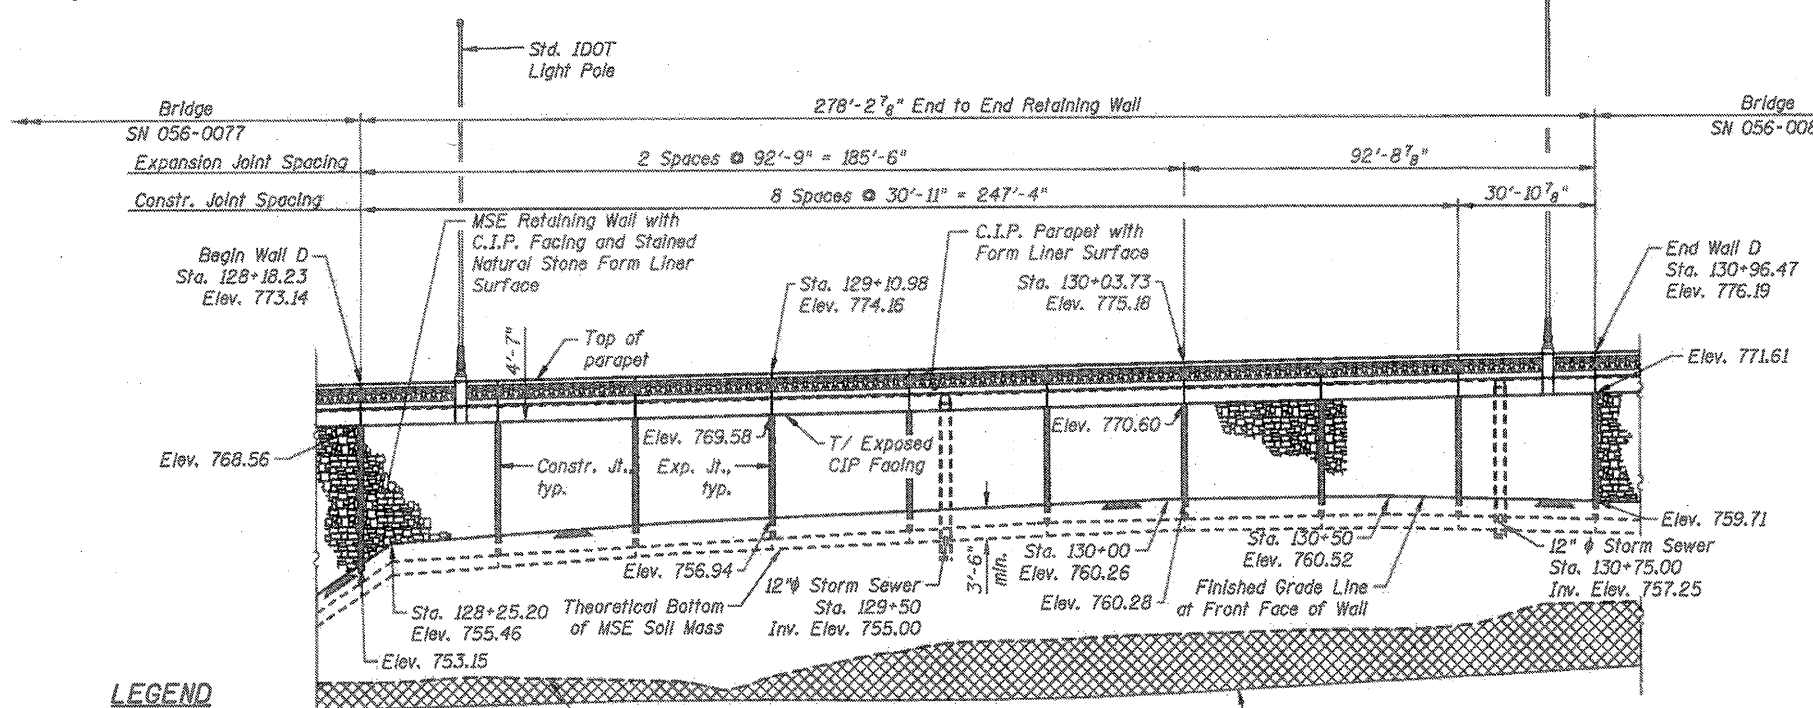 Std. IDOT
Light Pole
Bridge
278'-2⅞" End to End Retaining Wall
Bridge
SN 056-0077
SN 056-008
Expansion Joint Spacing
2 Spaces @ 92'-9" = 185'-6"
92'-8⅞"
Constr. Joint Spacing
8 Spaces @ 30'-11" = 247'-4"
30'-10⅞"
MSE Retaining Wall with
C.I.P. Facing and Stained
Natural Stone Form Liner
Surface
Begin Wall D
Sta. 128+18.23
Elev. 773.14
C.I.P. Parapet with
Form Liner Surface
Sta. 129+10.98
Elev. 774.16
Sta. 130+03.73
Elev. 775.18
End Wall D
Sta. 130+96.47
Elev. 776.19
4'-7"
Top of
parapet
Elev. 771.61
Elev. 768.56
Elev. 769.58
T/ Exposed
CIP Facing
Elev. 770.60
Constr. Jt.,
typ.
Exp. Jt.,
typ.
Elev. 759.71
Elev. 756.94
3'-6"
min.
Sta. 130+00
Elev. 760.26
Sta. 130+50
Elev. 760.52
12" ϕ Storm Sewer
Sta. 130+75.00
Inv. Elev. 757.25
Sta. 128+25.20
Elev. 755.46
Theoretical Bottom
of MSE Soil Mass
12"ϕ Storm Sewer
Sta. 129+50
Inv. Elev. 755.00
Elev. 760.28
Finished Grade Line
at Front Face of Wall
Elev. 753.15
LEGEND